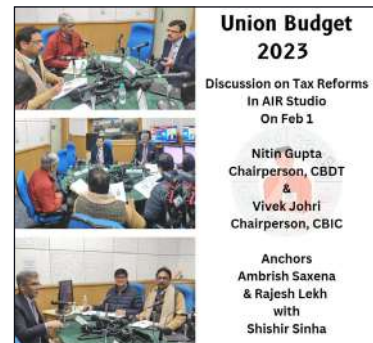 Union Budget
2023
Discussion on Tax Reforms
In AIR Studio
On Feb 1
Nitin Gupta
Chairperson, CBDT
&
Vivek Johri
Chairperson, CBIC
Anchors
Ambrish Saxena
& Rajesh Lekh
with
Shishir Sinha